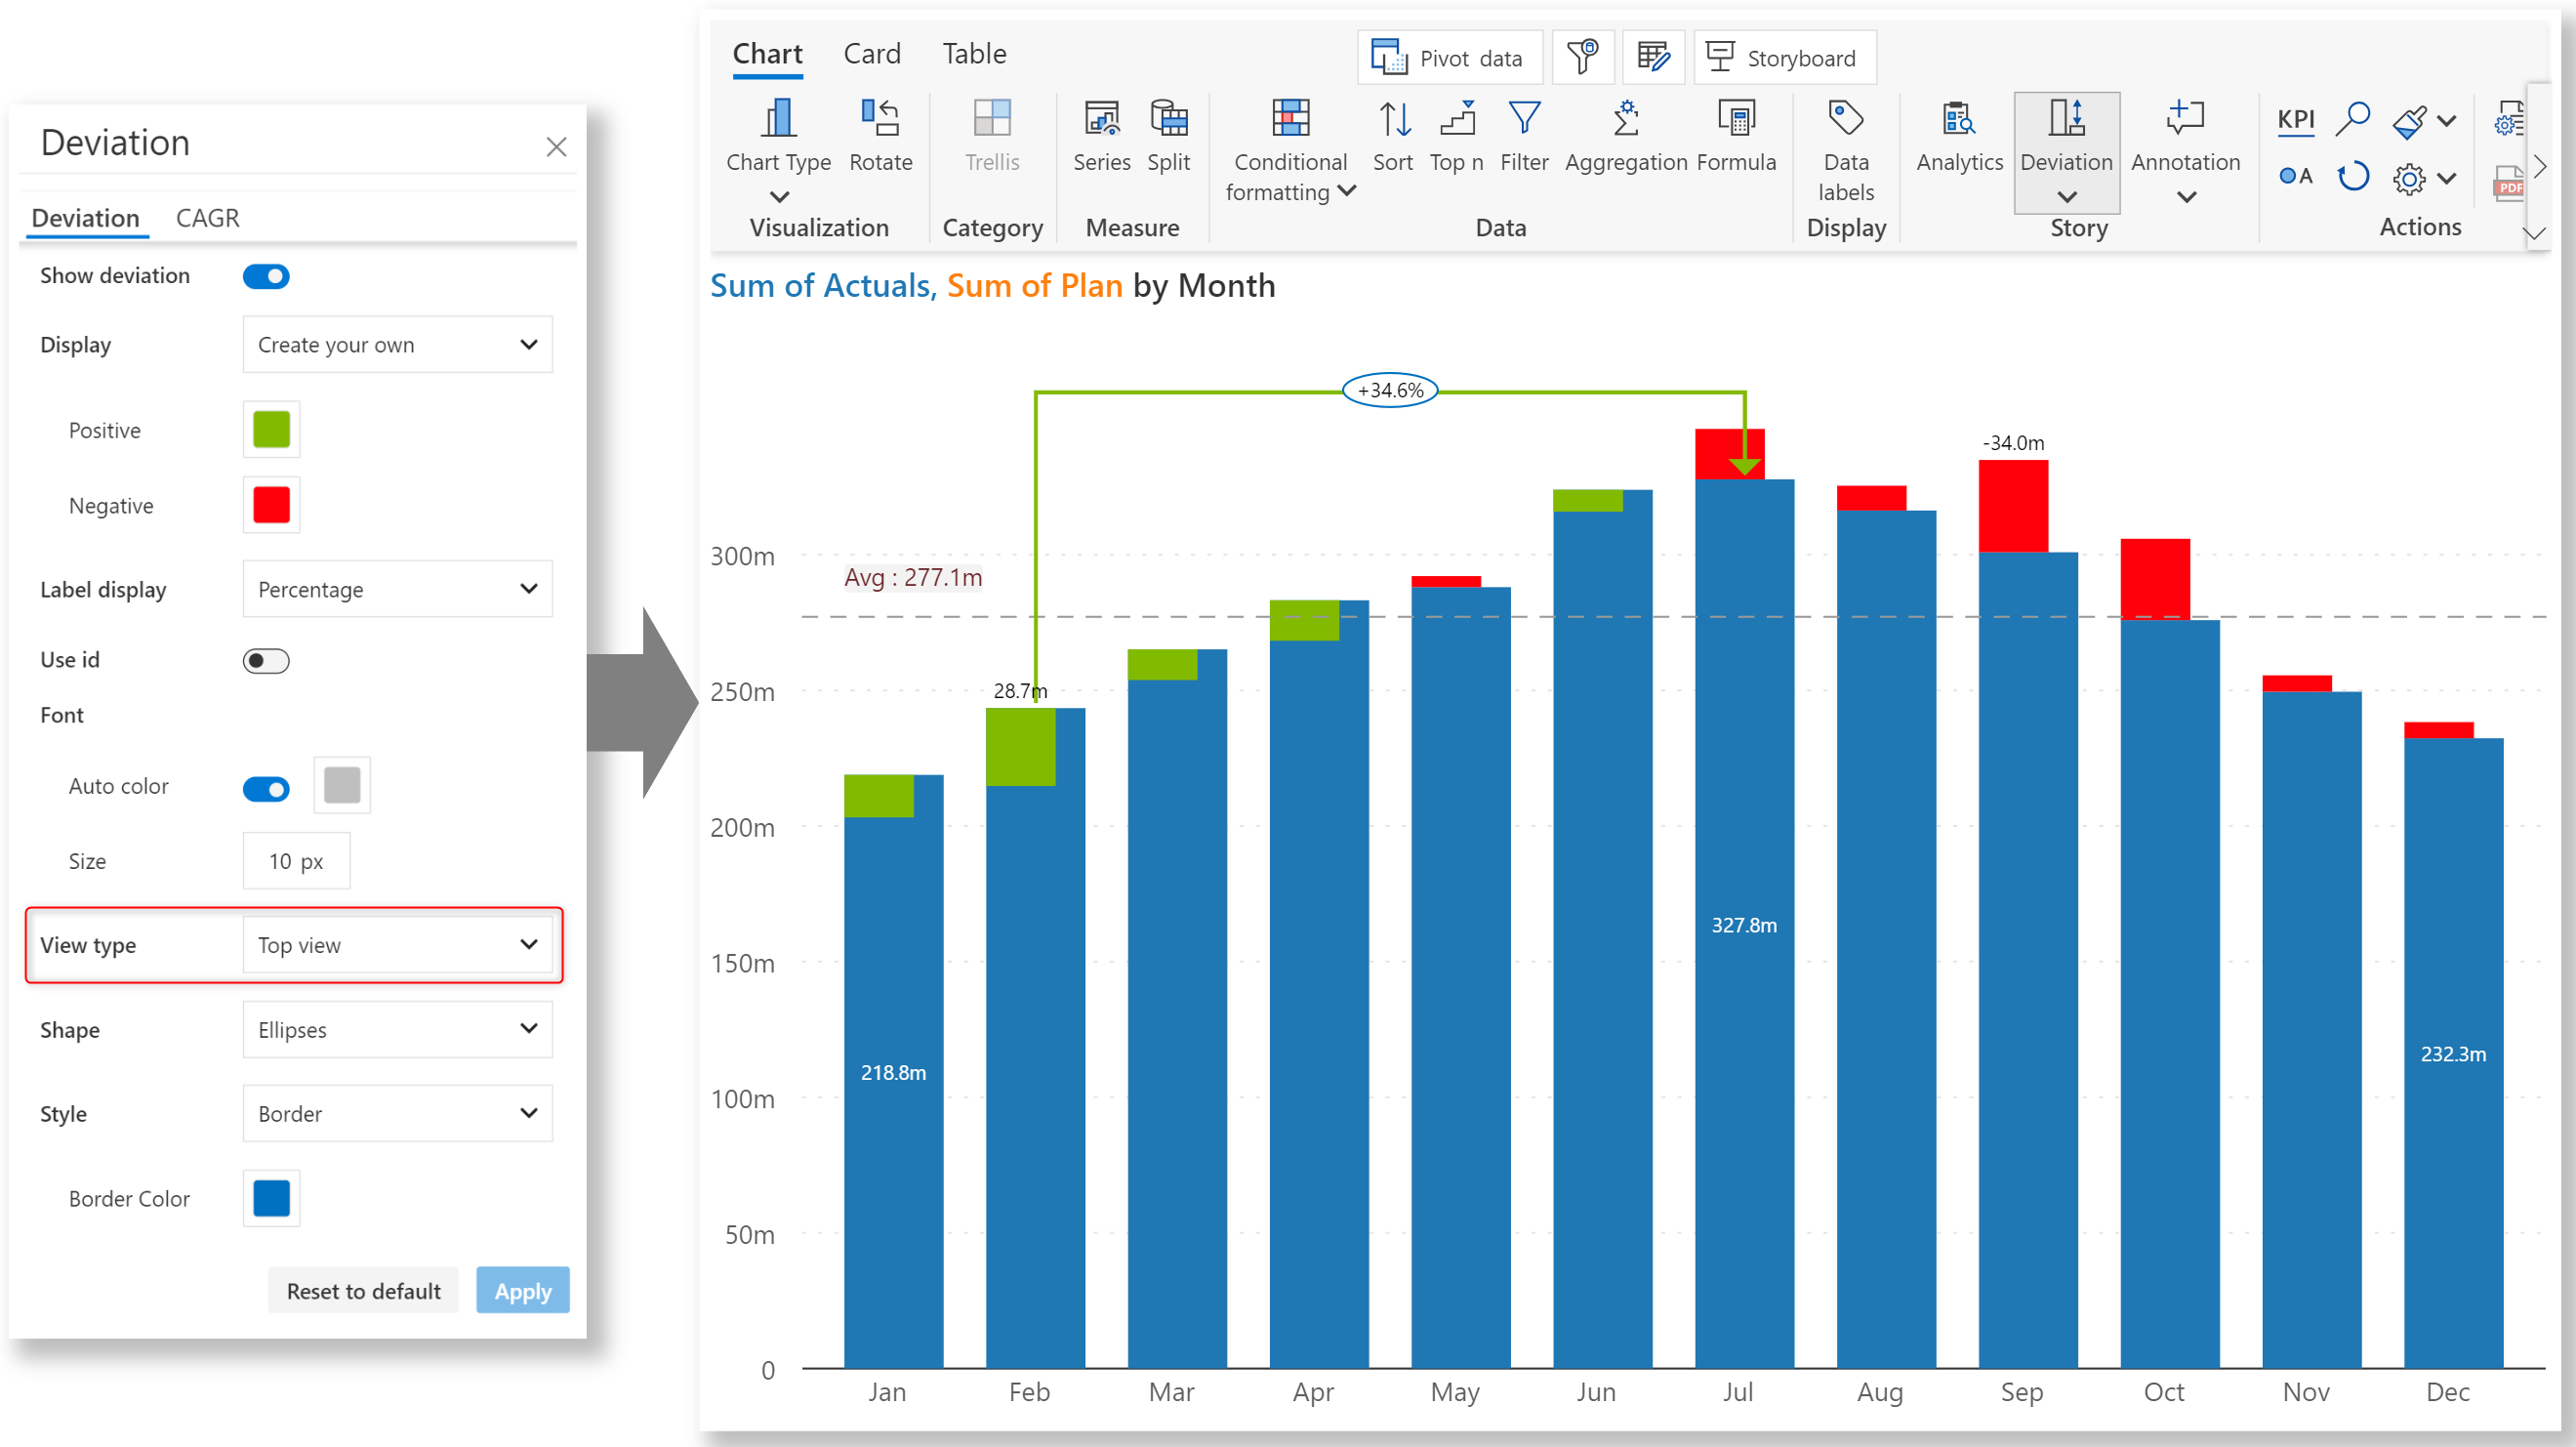 Deviation
Deviation CAGR
Show deviation
Display Create your own
Positive
Negative
Label display Percentage
Use id
Font
Auto color
Size 10 px
View type Top view
Shape Ellipses
Style Border
Border Color
Reset to default Apply
Chart Card Table Pivot data Storyboard
KPI
A
PDF
Chart Type Rotate Trellis Series Split Conditional formatting Sort Top n Filter Aggregation Formula Data labels Analytics Deviation Annotation
Visualization Category Measure Data Display Story Actions
Sum of Actuals, Sum of Plan by Month
+34.6%
-34.0m
300m
Avg : 277.1m
250m
28.7m
200m
327.8m
150m
232.3m
218.8m
100m
50m
0
Jan Feb Mar Apr May Jun Jul Aug Sep Oct Nov Dec